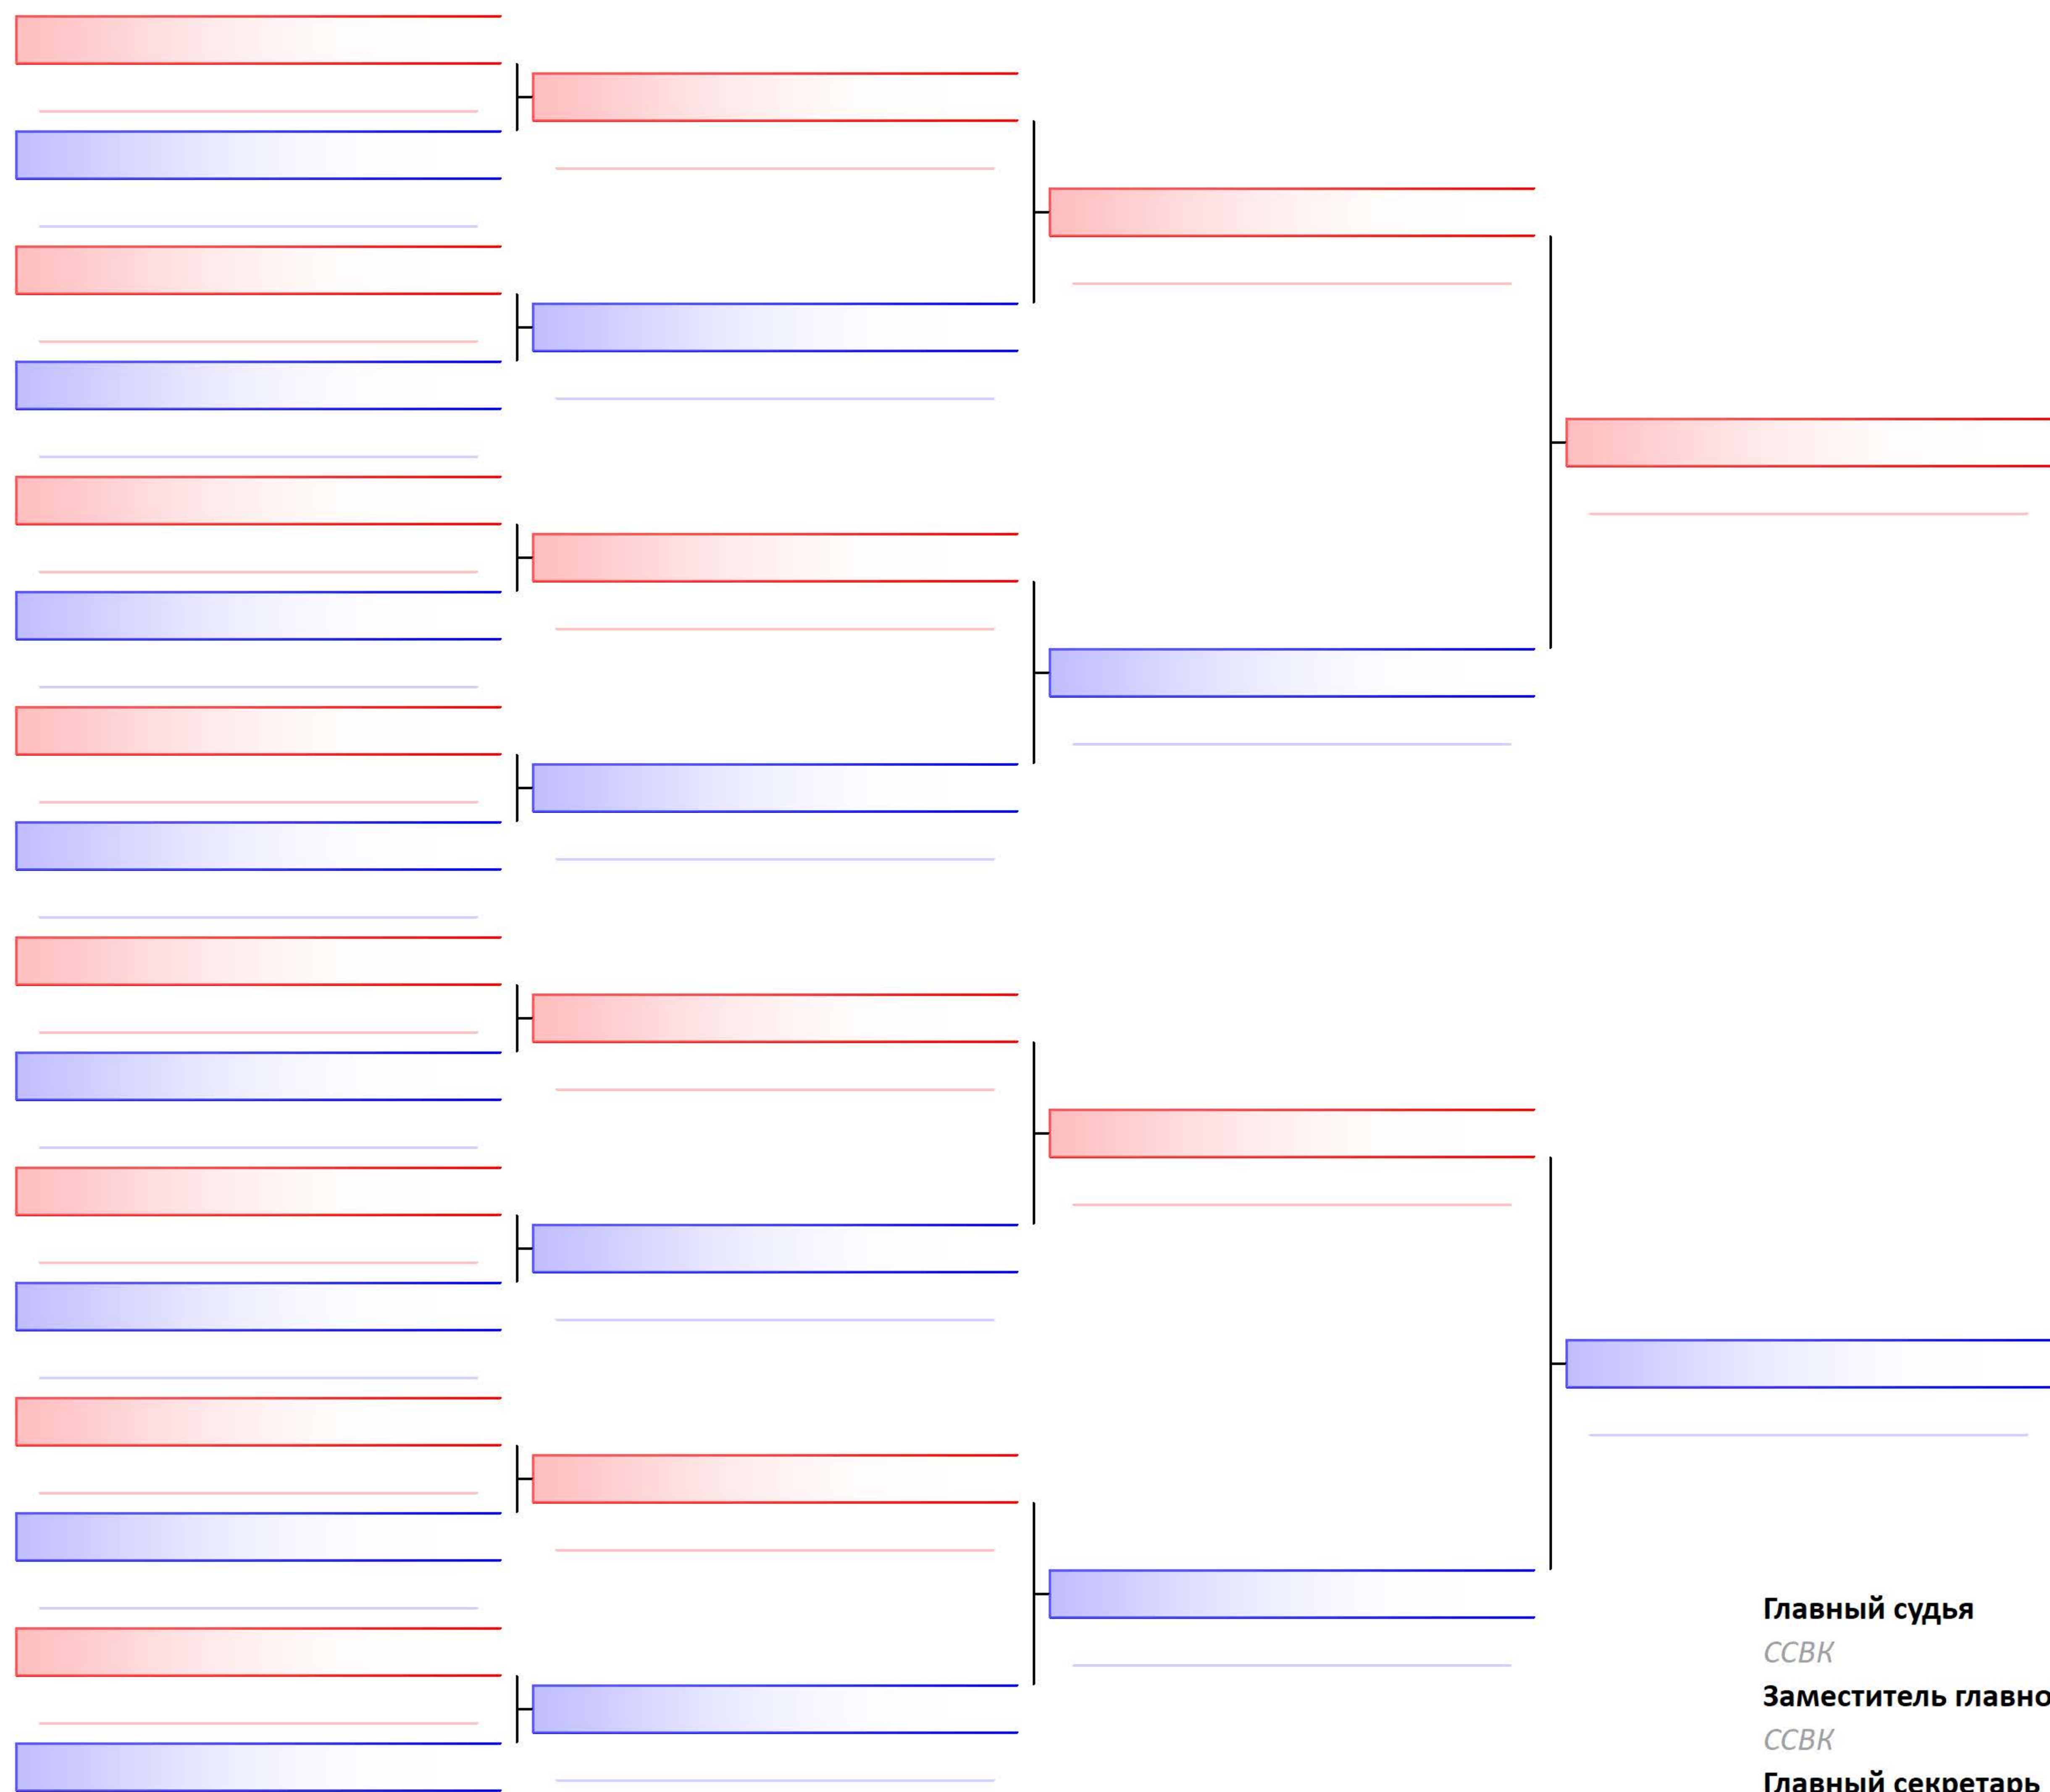 Главный судья
ССВК
Заместитель главно
ССВК
Главный секретарь